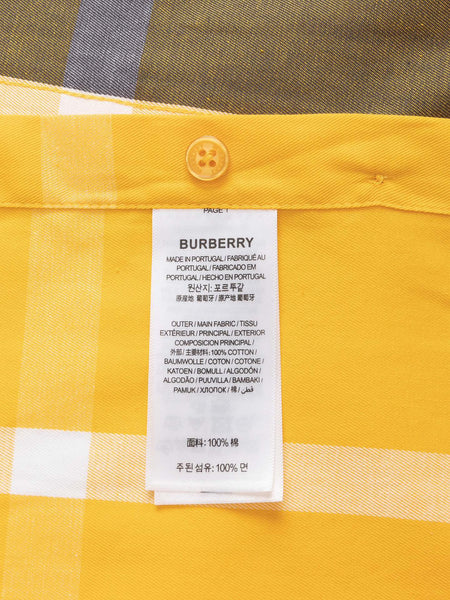 PAGE 1
BURBERRY
MADE IN PORTUGAL / FABRIQUÉ AU
PORTUGAL / FABRICADO EM
PORTUGAL / HECHO EN PORTUGAL
원산지: 포르투갈
原産地 葡萄牙 / 原产地 葡萄牙
OUTER / MAIN FABRIC / TISSU
EXTÉRIEUR / PRINCIPAL / EXTERIOR
COMPOSICION PRINCIPAL /
外部 / 主要材料: 100% COTTON /
BAUMWOLLE / COTON / COTONE /
KATOEN / BOMULL / ALGODÓN /
ALGODÃO / PUUVILLA / BAMBAKI /
PAMUK / ХЛОПОК / 棉 / قطن /
面料: 100% 棉
주된섬유: 100% 면